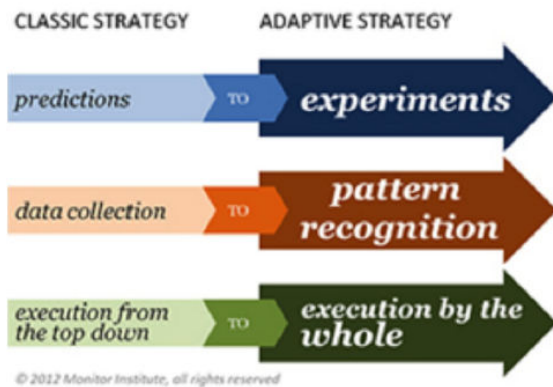 CLASSIC STRATEGY
ADAPTIVE STRATEGY
predictions
TO
experiments
data collection
TO
pattern
recognition
execution from
the top down
TO
execution by the
whole
© 2012 Monitor Institute, all rights reserved